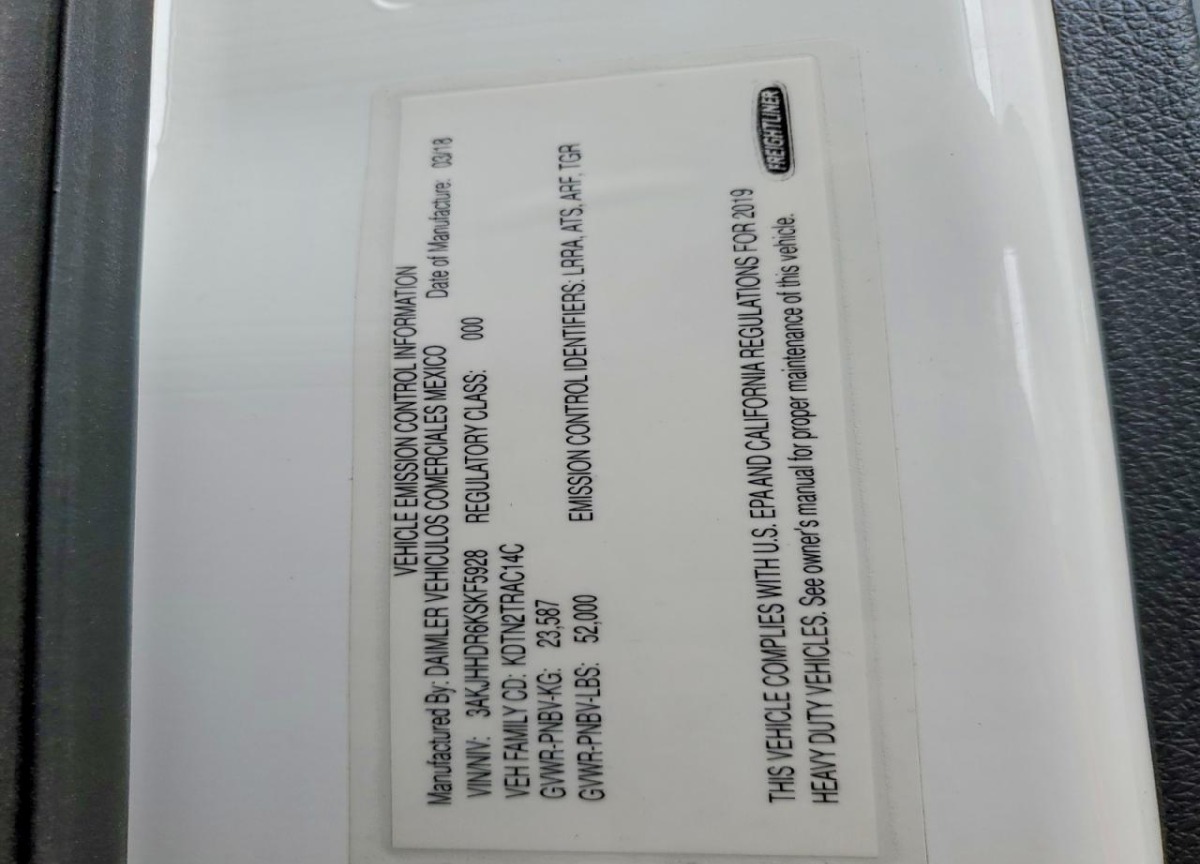 VEHICLE EMISSION CONTROL INFORMATION
Manufactured By: DAIMLER VEHICULOS COMERCIALES MEXICO Date of Manufacture: 03/18
VIN/NIV: 3AKJHHDR6KSKF5928 REGULATORY CLASS: 000
VEH FAMILY CD: KDTN2TRAC14C
GVWR-PNBV-KG: 23,587
GVWR-PNBV-LBS: 52,000 EMISSION CONTROL IDENTIFIERS: LRRA, ATS, ARF, TGR
THIS VEHICLE COMPLIES WITH U.S. EPA AND CALIFORNIA REGULATIONS FOR 2019
HEAVY DUTY VEHICLES. See owner's manual for proper maintenance of this vehicle.
FREIGHTLINER